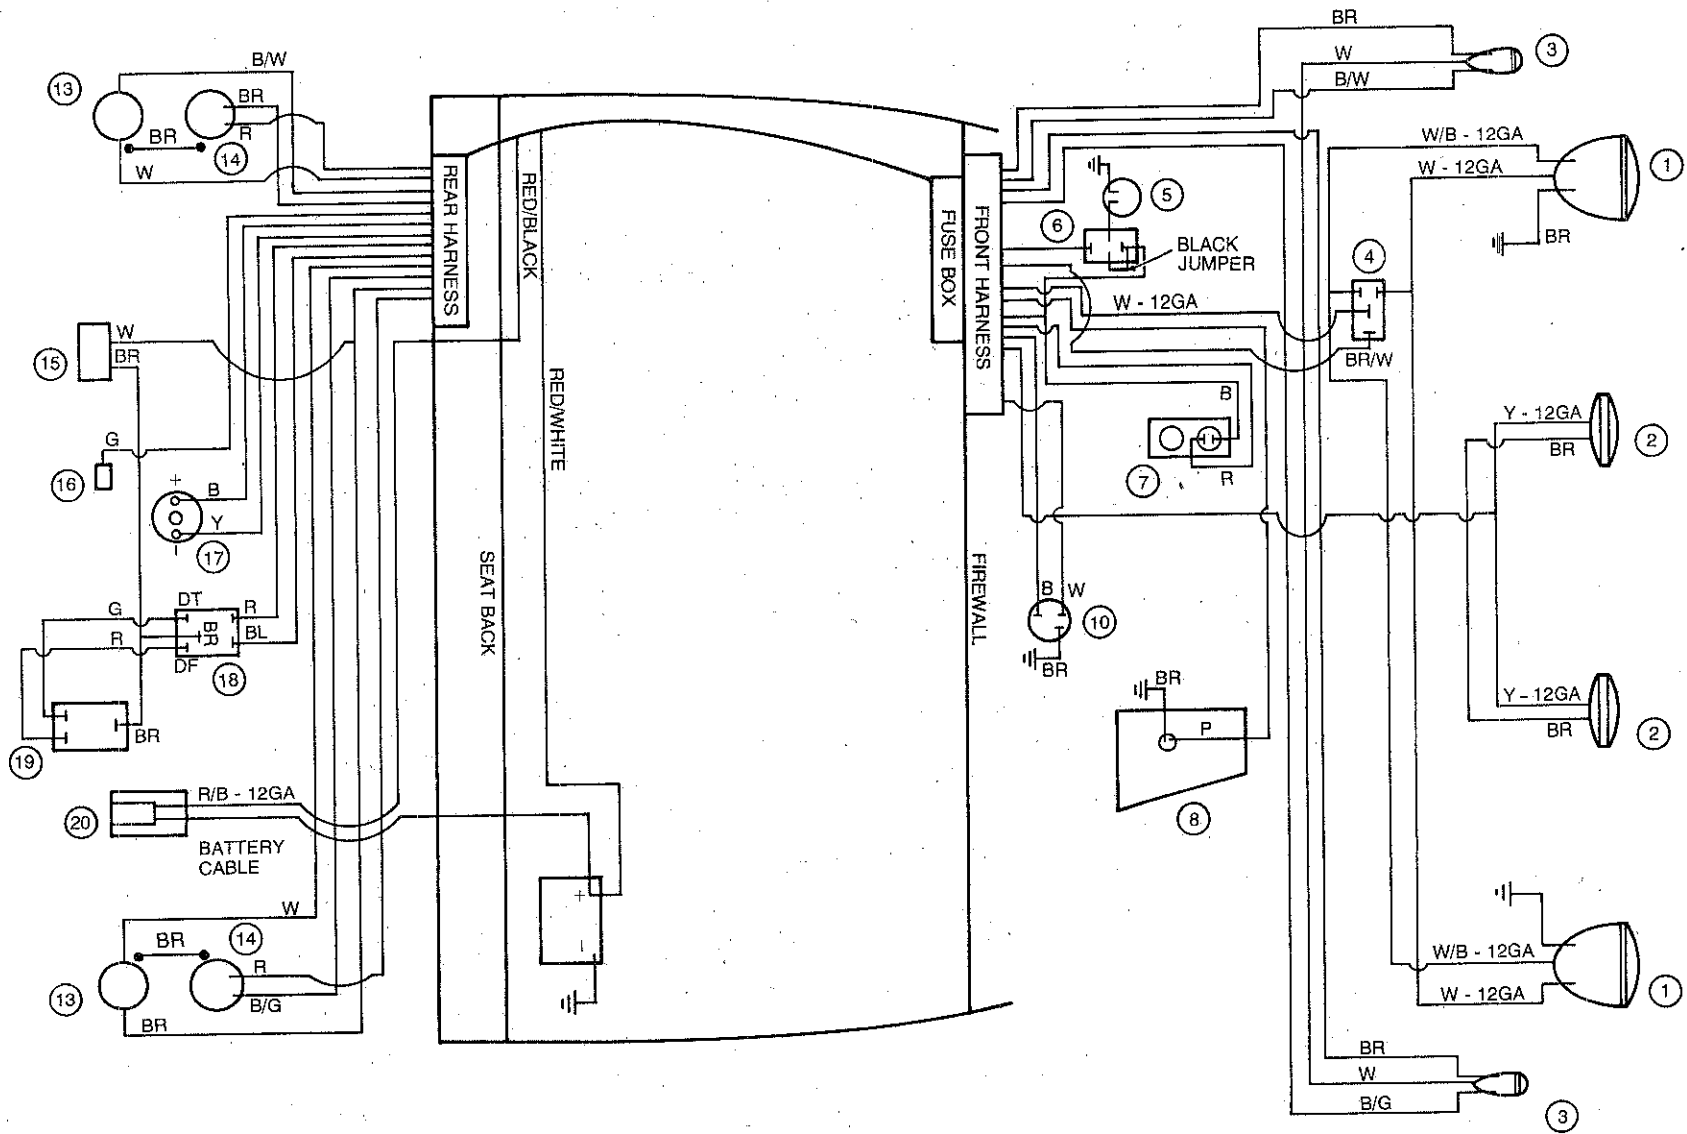 BR
W
B/W
3
B/W
13
BR
R
BR
14
W
W/B - 12GA
W - 12GA
1
BR
5
6
BLACK
JUMPER
4
W - 12GA
BR/W
REAR HARNESS
RED/BLACK
FUSE BOX
FRONT HARNESS
W
BR
15
RED/WHITE
B
R
7
Y - 12GA
BR
2
G
16
+
B
Y
-
17
SEAT BACK
FIREWALL
B
W
10
BR
DT
G
R
BR
BL
R
DF
18
BR
19
BR
P
8
Y - 12GA
BR
2
R/B - 12GA
20
BATTERY
CABLE
+
-
W
BR
14
R
13
B/G
BR
W/B - 12GA
W - 12GA
1
BR
W
B/G
3